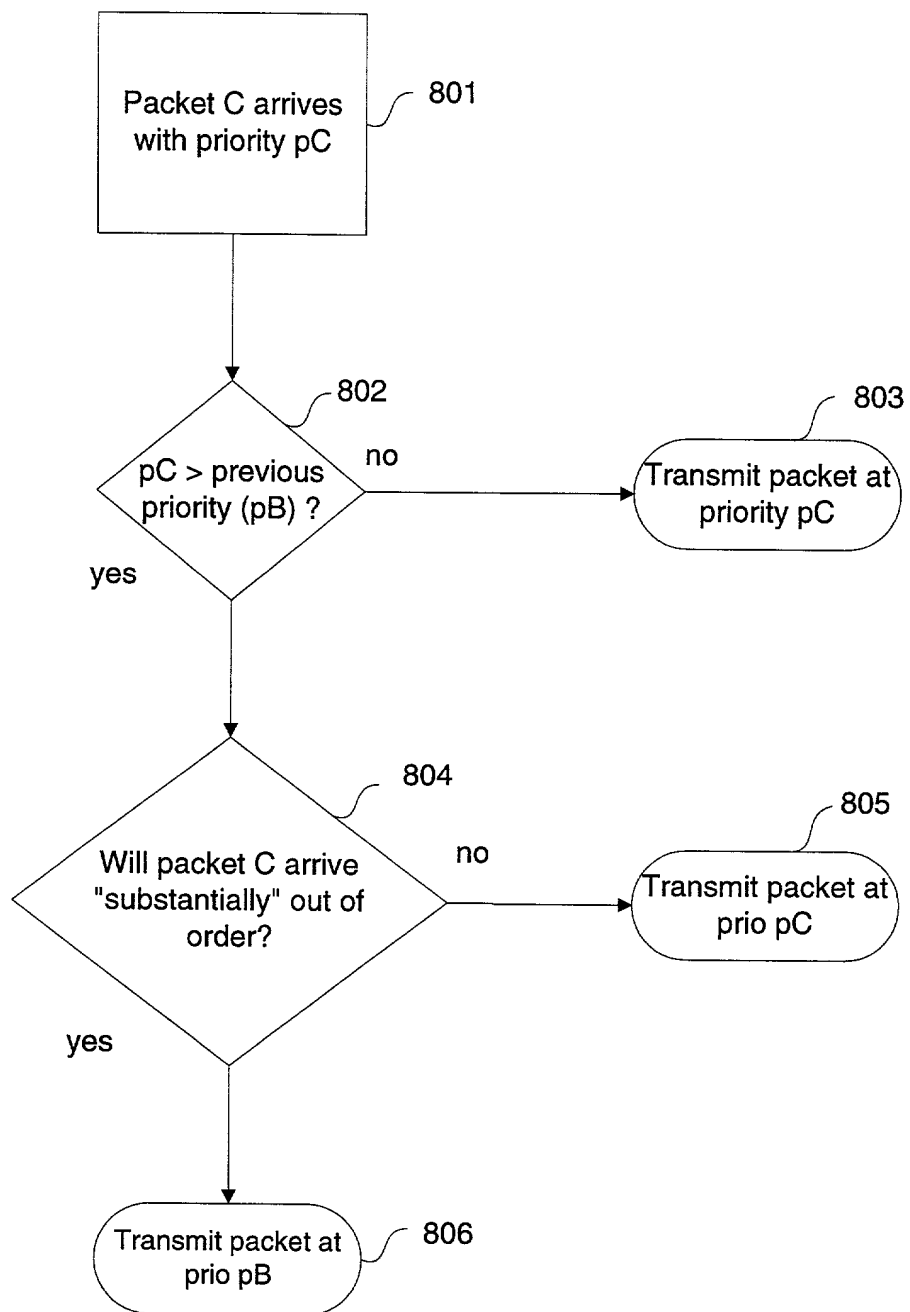 Packet C arrives
with priority pC
801
802
pC > previous
priority (pB) ?
no
yes
803
Transmit packet at
priority pC
804
Will packet C arrive
"substantially" out of
order?
no
yes
805
Transmit packet at
prio pC
Transmit packet at
prio pB
806